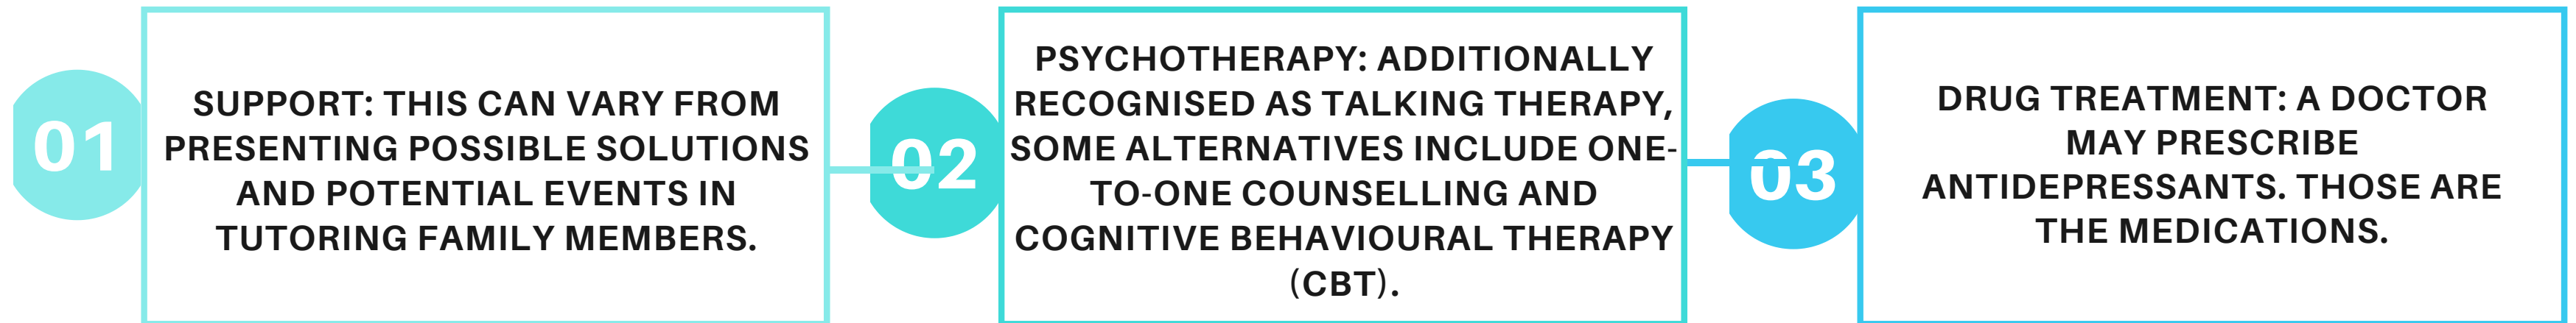 01
SUPPORT: THIS CAN VARY FROM
PRESENTING POSSIBLE SOLUTIONS
AND POTENTIAL EVENTS IN
TUTORING FAMILY MEMBERS.
02
PSYCHOTHERAPY: ADDITIONALLY
RECOGNISED AS TALKING THERAPY,
SOME ALTERNATIVES INCLUDE ONE-
TO-ONE COUNSELLING AND
COGNITIVE BEHAVIOURAL THERAPY
(CBT).
03
DRUG TREATMENT: A DOCTOR
MAY PRESCRIBE
ANTIDEPRESSANTS. THOSE ARE
THE MEDICATIONS.